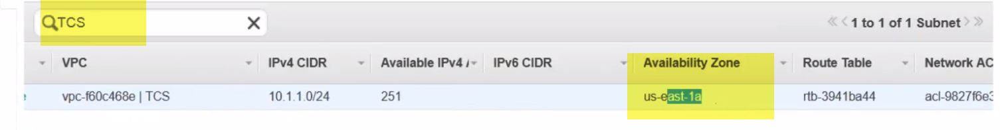 TCS
1 to 1 of 1 Subnet
VPC IPv4 CIDR Available IPv4 IPv6 CIDR Availability Zone Route Table Network AC
vpc-f60c468e | TCS 10.1.1.0/24 251 us-east-1a rtb-3941ba44 acl-9827f6e3